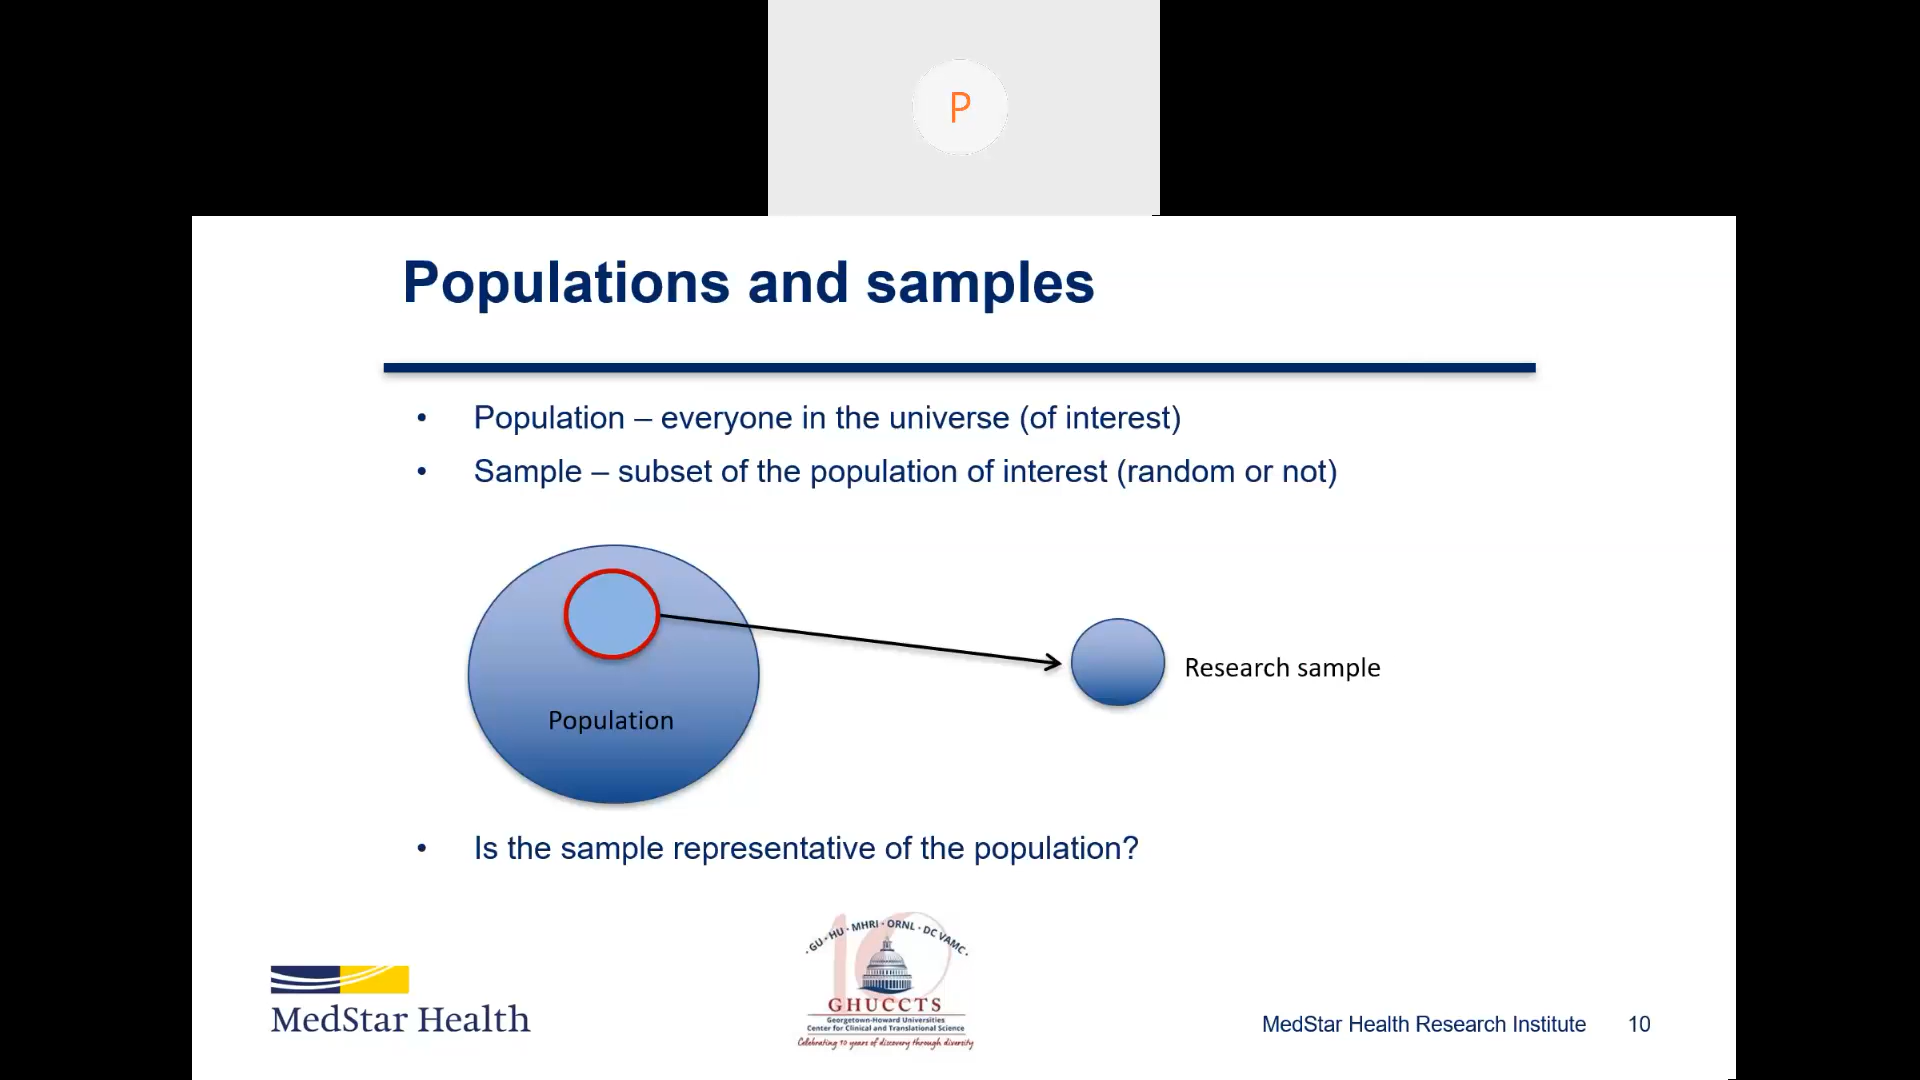 P
Populations and samples
• Population – everyone in the universe (of interest)
• Sample – subset of the population of interest (random or not)
Population
Research sample
• Is the sample representative of the population?
· GU · HU · MHRI · ORNL · DC VAMC ·
10
GHUCCTS
Georgetown-Howard Universities
Center for Clinical and Translational Science
Celebrating 10 years of discovery through diversity
MedStar Health
MedStar Health Research Institute 10